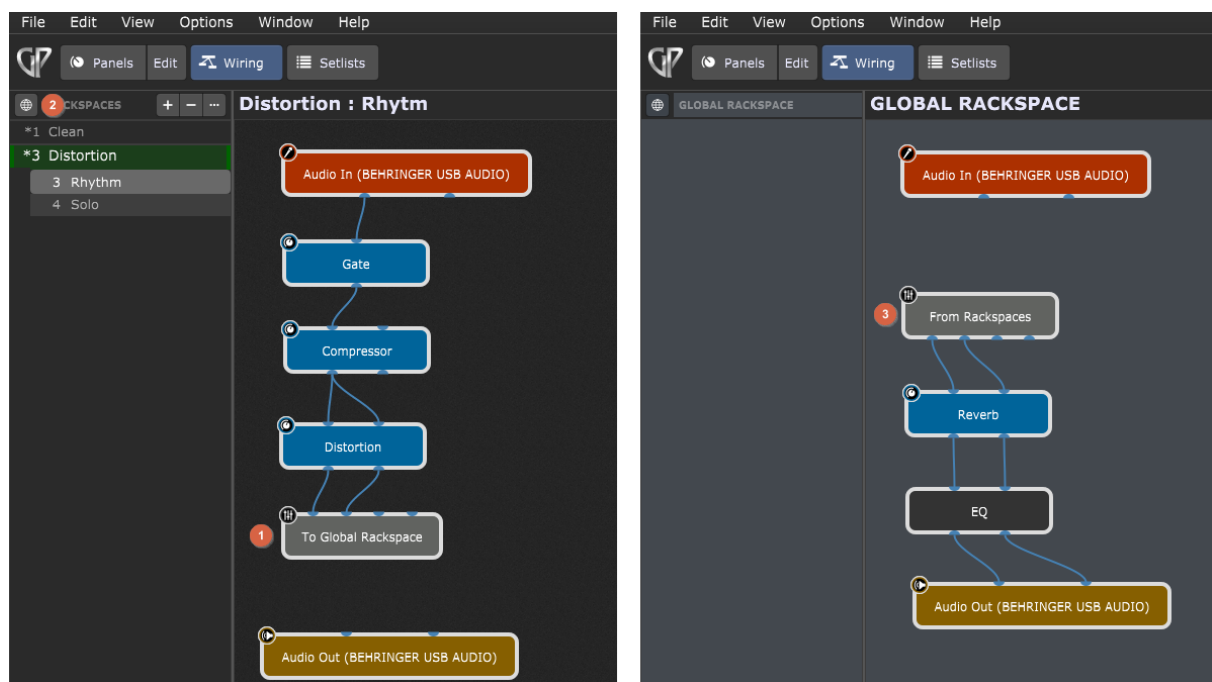 File Edit View Options Window Help
GP Panels Edit Wiring Setlists
2 CKSPACES + − ···
*1 Clean
*3 Distortion
3 Rhythm
4 Solo
Distortion : Rhytm
Audio In (BEHRINGER USB AUDIO)
Gate
Compressor
Distortion
1 To Global Rackspace
Audio Out (BEHRINGER USB AUDIO)
File Edit View Options Window Help
GP Panels Edit Wiring Setlists
GLOBAL RACKSPACE
GLOBAL RACKSPACE
Audio In (BEHRINGER USB AUDIO)
3 From Rackspaces
Reverb
EQ
Audio Out (BEHRINGER USB AUDIO)